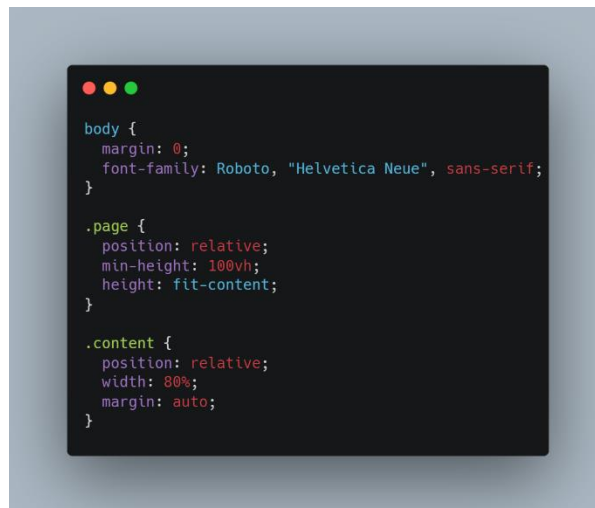 body {
  margin: 0;
  font-family: Roboto, "Helvetica Neue", sans-serif;
}

.page {
  position: relative;
  min-height: 100vh;
  height: fit-content;
}

.content {
  position: relative;
  width: 80%;
  margin: auto;
}